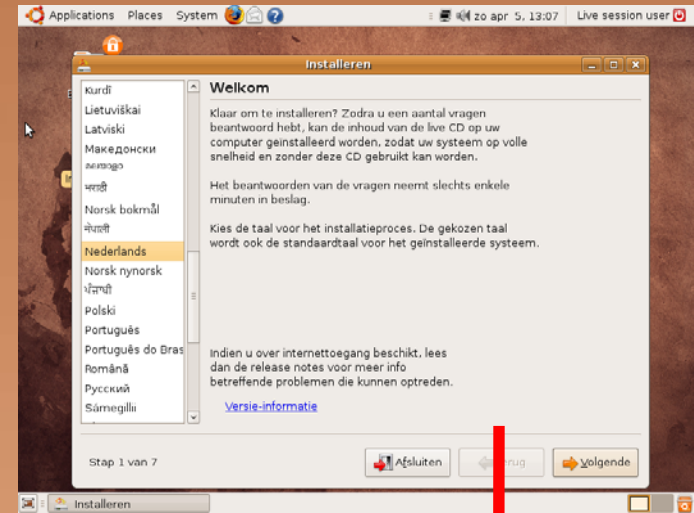 Applications Places System zo apr 5, 13:07 Live session user
Installeren
Kurdî
Lietuviškai
Latviski
Македонски
മലയാളം
मराठी
Norsk bokmål
नेपाली
Nederlands
Norsk nynorsk
ਪੰਜਾਬੀ
Polski
Português
Português do Bras
Română
Русский
Sámegillii
Welkom
Klaar om te installeren? Zodra u een aantal vragen
beantwoord hebt, kan de inhoud van de live CD op uw
computer geïnstalleerd worden, zodat uw systeem op volle
snelheid en zonder deze CD gebruikt kan worden.
Het beantwoorden van de vragen neemt slechts enkele
minuten in beslag.
Kies de taal voor het installatieproces. De gekozen taal
wordt ook de standaardtaal voor het geïnstalleerde systeem.
Indien u over internettoegang beschikt, lees
dan de release notes voor meer info
betreffende problemen die kunnen optreden.
Versie-informatie
Stap 1 van 7
Afsluiten
Volgende
Installeren